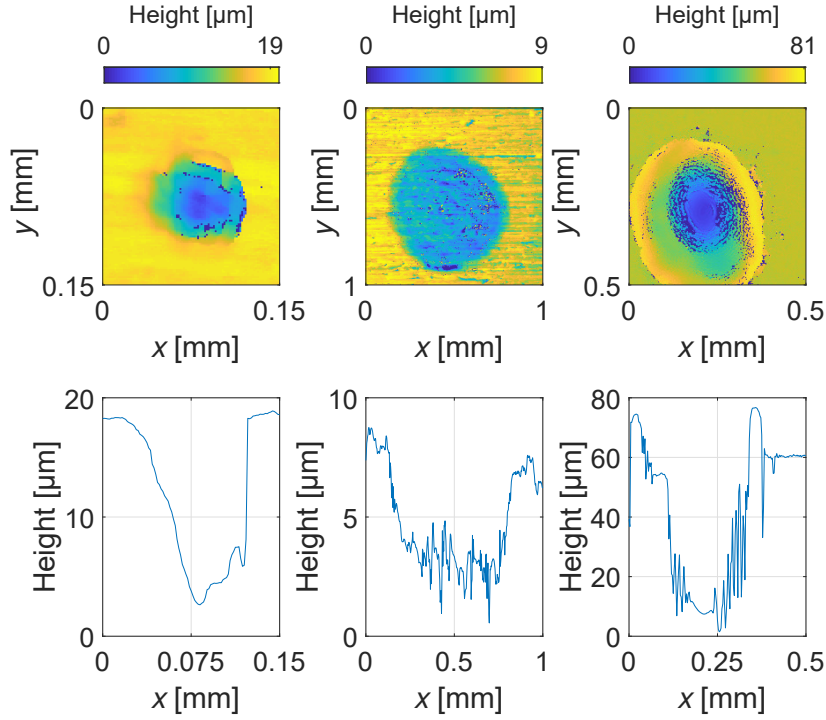 Height [µm]
Height [µm]
Height [µm]
0 19
0 9
0 81
0
y [mm]
0.15
0 0.15
x [mm]
0
y [mm]
1
0 1
x [mm]
0
y [mm]
0.5
0 0.5
x [mm]
20
10
0
Height [µm]
0 0.075 0.15
x [mm]
10
5
0
Height [µm]
0 0.5 1
x [mm]
80
60
40
20
0
Height [µm]
0 0.25 0.5
x [mm]